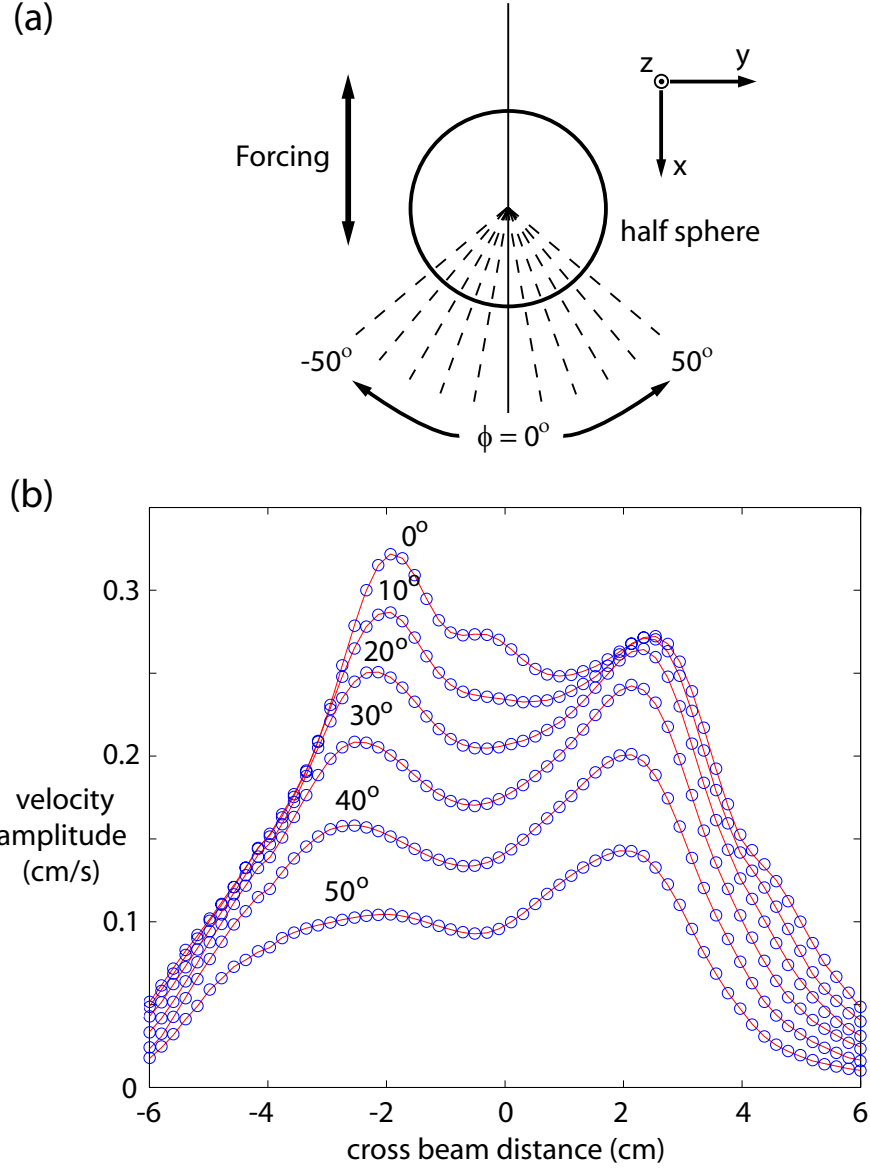 (a)
z
y
x
Forcing
half sphere
-50°
50°
ϕ = 0°
(b)
0°
10°
20°
30°
40°
50°
0.3
0.2
0.1
0
velocity
amplitude
(cm/s)
-6
-4
-2
0
2
4
6
cross beam distance (cm)